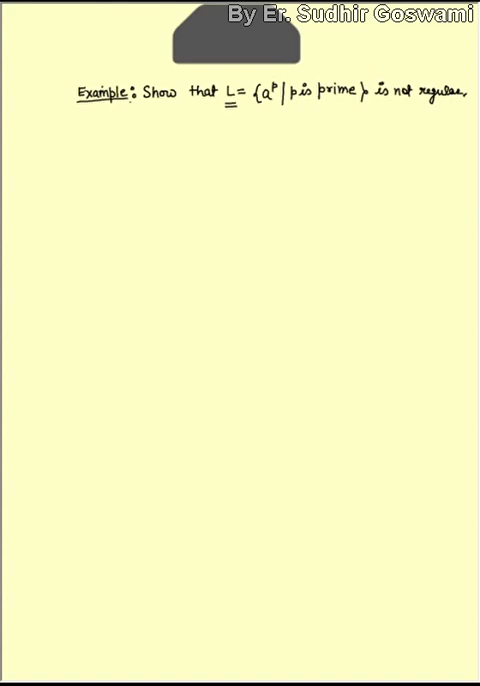 By Er. Sudhir Goswami
Example: Show that L = {a^p | p is prime} is not regular.